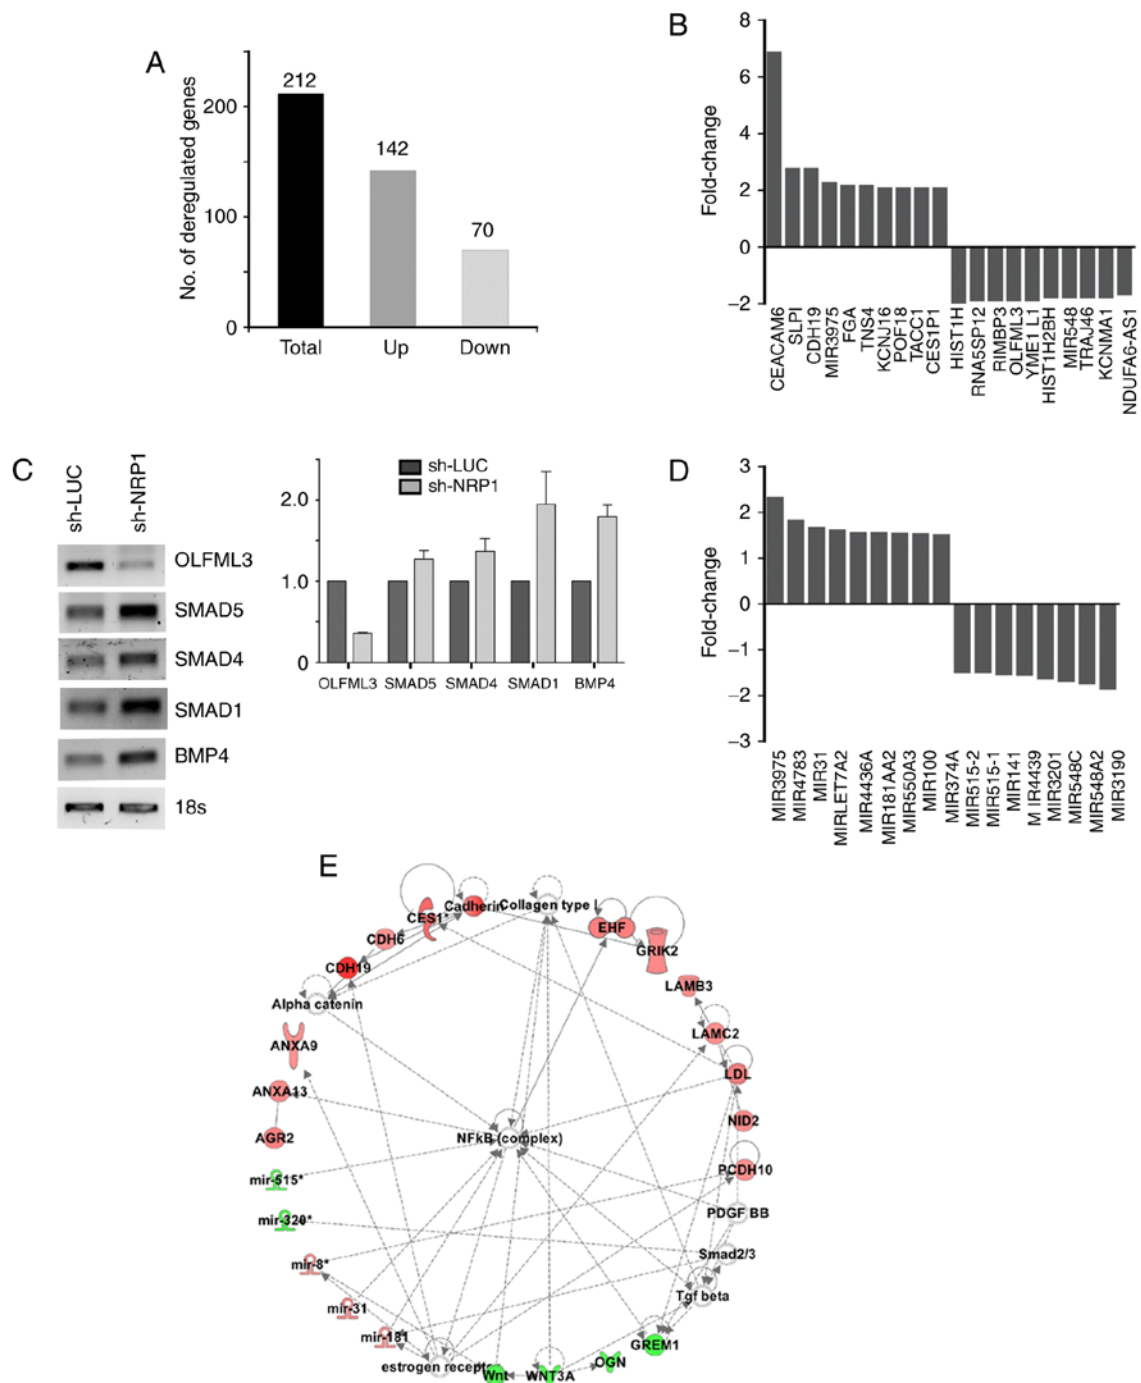 A
No. of deregulated genes
200
100
0
212
142
70
Total
Up
Down
B
Fold-change
8
6
4
2
0
−2
CEACAM6
SLPI
CDH19
MIR3975
FGA
TNS4
KCNJ16
POF18
TACC1
CES1P1
HIST1H
RNA5SP12
RIMBP3
OLFML3
YME1 L1
HIST1H2BH
MIR548
TRAJ46
KCNMA1
NDUFA6-AS1
C
sh-LUC
sh-NRP1
OLFML3
SMAD5
SMAD4
SMAD1
BMP4
18s
sh-LUC
sh-NRP1
2.0
1.0
0
OLFML3
SMAD5
SMAD4
SMAD1
BMP4
D
Fold-change
3
2
1
0
−1
−2
−3
MIR3975
MIR4783
MIR31
MIRLET7A2
MIR4436A
MIR181AA2
MIR550A3
MIR100
MIR374A
MIR515-2
MIR515-1
MIR141
M IR4439
MIR3201
MIR548C
MIR548A2
MIR3190
E
CES1*
Cadherin
Collagen type I
EHF
GRIK2
CDH6
CDH19
LAMB3
Alpha catenin
LAMC2
ANXA9
LDL
ANXA13
NID2
AGR2
NFkB (complex)
PCDH10
mir-515*
PDGF BB
mir-320*
Smad2/3
mir-8*
Tgf beta
mir-31
mir-181
GREM1
estrogen recepto
Wnt
WNT3A
OGN